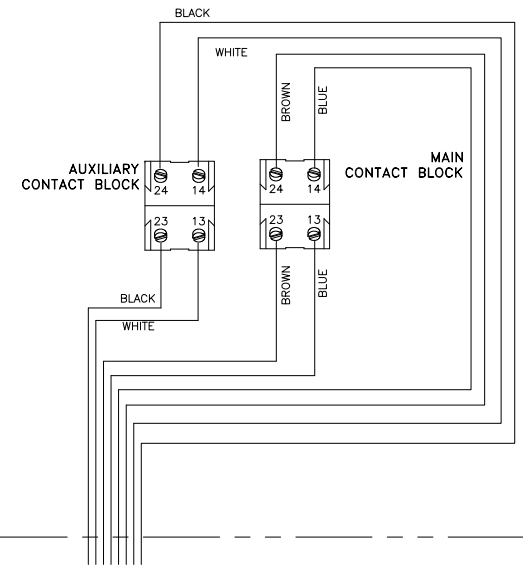 BLACK
WHITE
BROWN
BLUE
AUXILIARY
CONTACT BLOCK
MAIN
CONTACT BLOCK
24 14
24 14
23 13
23 13
BROWN
BLUE
BLACK
WHITE